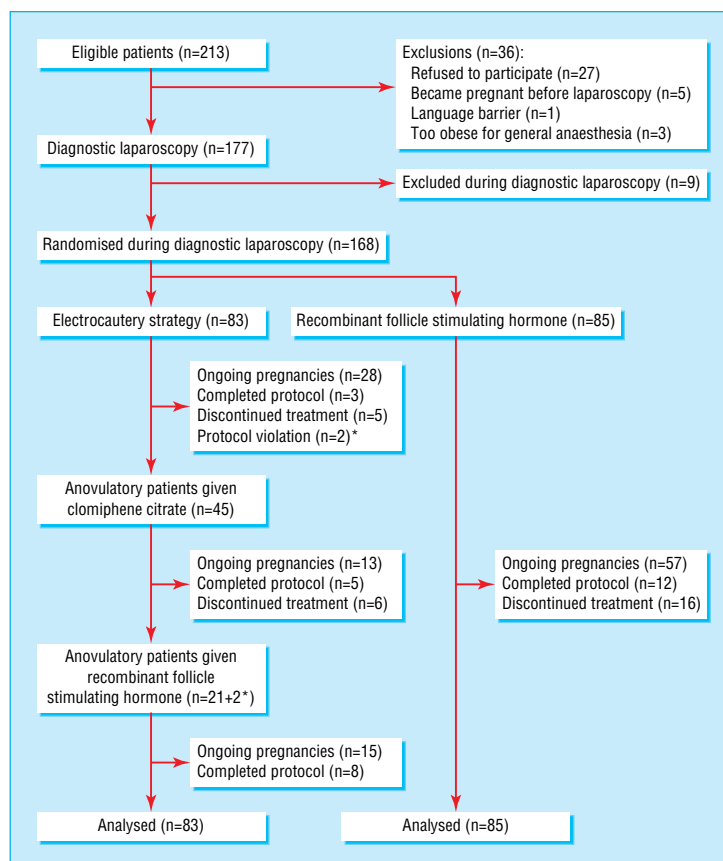 Eligible patients (n=213)
Exclusions (n=36):
Refused to participate (n=27)
Became pregnant before laparoscopy (n=5)
Language barrier (n=1)
Too obese for general anaesthesia (n=3)
Diagnostic laparoscopy (n=177)
Excluded during diagnostic laparoscopy (n=9)
Randomised during diagnostic laparoscopy (n=168)
Electrocautery strategy (n=83)
Recombinant follicle stimulating hormone (n=85)
Ongoing pregnancies (n=28)
Completed protocol (n=3)
Discontinued treatment (n=5)
Protocol violation (n=2)*
Anovulatory patients given
clomiphene citrate (n=45)
Ongoing pregnancies (n=13)
Completed protocol (n=5)
Discontinued treatment (n=6)
Ongoing pregnancies (n=57)
Completed protocol (n=12)
Discontinued treatment (n=16)
Anovulatory patients given
recombinant follicle
stimulating hormone (n=21+2*)
Ongoing pregnancies (n=15)
Completed protocol (n=8)
Analysed (n=83)
Analysed (n=85)